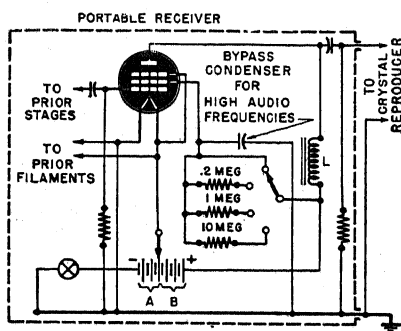 PORTABLE RECEIVER
BYPASS
CONDENSER
FOR
HIGH AUDIO
FREQUENCIES
TO
PRIOR
STAGES
TO
PRIOR
FILAMENTS
TO
CRYSTAL
REPRODUCER
L
.2 MEG
1 MEG
10 MEG
- +
A B